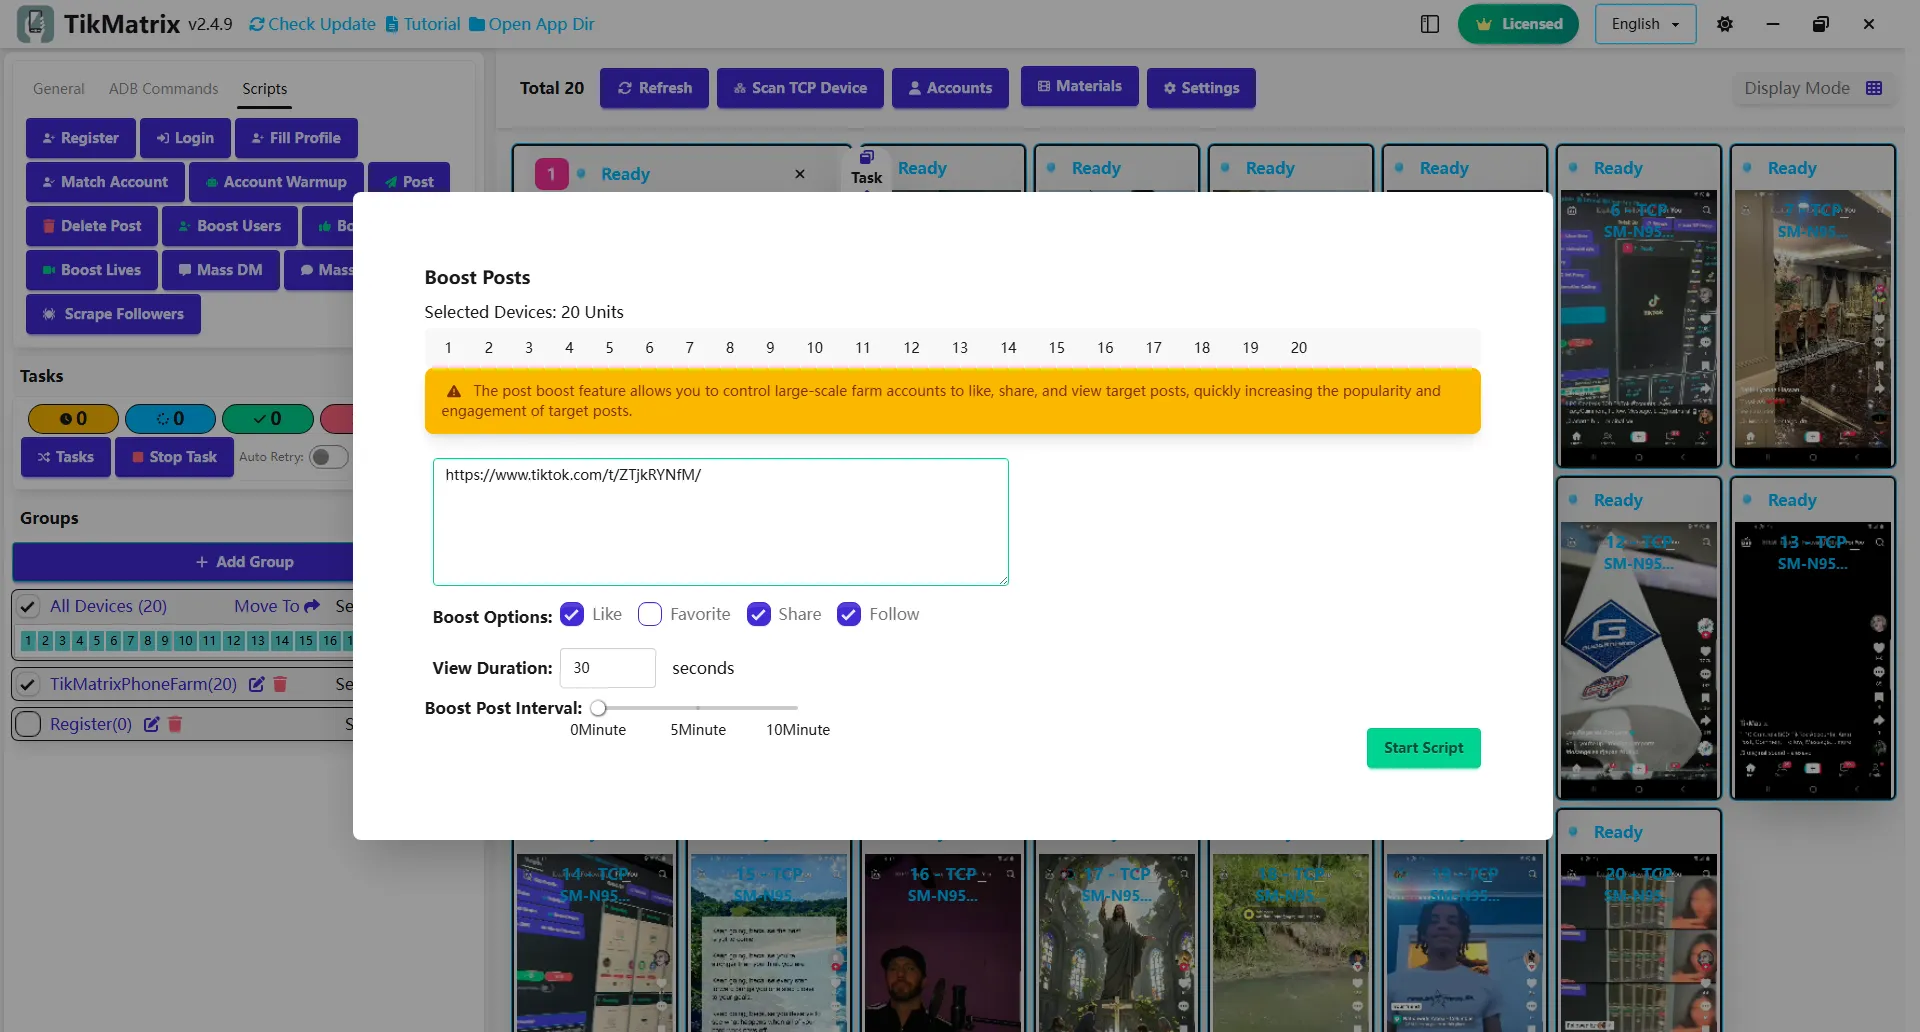 TikMatrix v2.4.9 Check Update Tutorial Open App Dir
Licensed English
General ADB Commands Scripts
Register Login Fill Profile
Match Account Account Warmup Post
Delete Post Boost Users Bo
Boost Lives Mass DM Mass
Scrape Followers
Tasks
0 0 0
Tasks Stop Task Auto Retry:
Groups
+ Add Group
All Devices (20) Move To Se
1 2 3 4 5 6 7 8 9 10 11 12 13 14 15 16 1
TikMatrixPhoneFarm(20) Se
Register(0) S
Total 20 Refresh Scan TCP Device Accounts Materials Settings Display Mode
1 Ready × Task Ready Ready Ready Ready Ready Ready
Boost Posts
Selected Devices: 20 Units
1 2 3 4 5 6 7 8 9 10 11 12 13 14 15 16 17 18 19 20
The post boost feature allows you to control large-scale farm accounts to like, share, and view target posts, quickly increasing the popularity and
engagement of target posts.
https://www.tiktok.com/t/ZTjkRYNfM/
Boost Options: Like Favorite Share Follow
View Duration: 30 seconds
Boost Post Interval:
0Minute 5Minute 10Minute
Start Script
6 - TCP_
SM-N95...
TikTok
TCP_
SM-N95...
Ready Ready
12 - TCP_
SM-N95...
13 - TCP_
SM-N95...
Ready
14 - TCP_
SM-N95...
15 - TCP_
SM-N95...
16 - TCP_
SM-N95...
17 - TCP
SM-N95...
18 - TCP_
SM-N95...
19 - TCP_
SM-N95...
20 - TCP_
SM-N95...